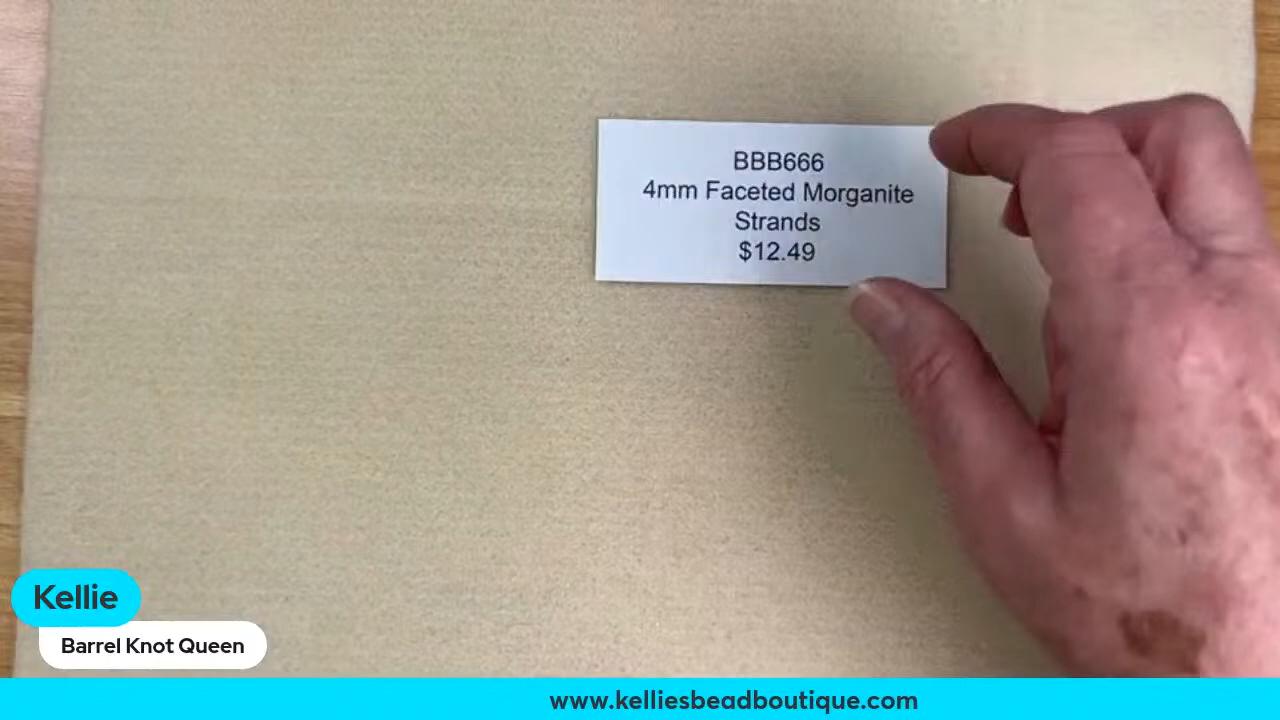 BBB666
4mm Faceted Morganite
Strands
$12.49
Kellie
Barrel Knot Queen
www.kelliesbeadboutique.com